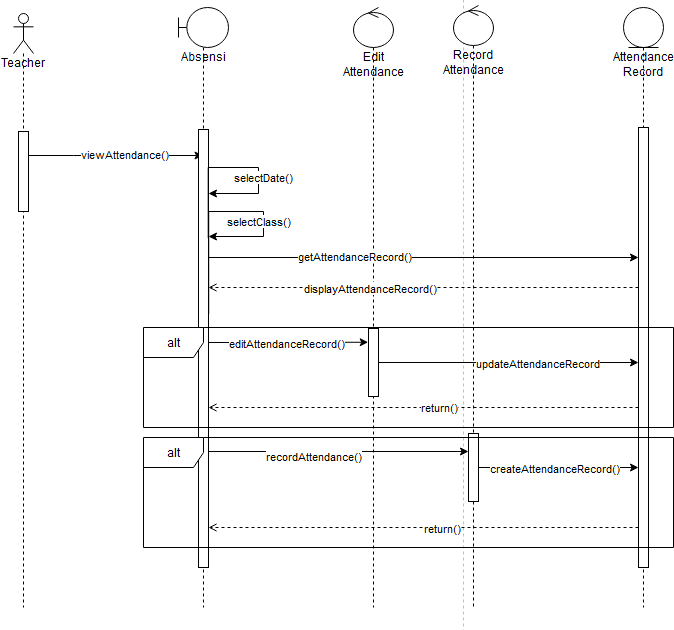 Teacher
Absensi
Edit
Attendance
Record
Attendance
Attendance
Record
viewAttendance()
selectDate()
selectClass()
getAttendanceRecord()
displayAttendanceRecord()
alt
editAttendanceRecord()
updateAttendanceRecord
return()
alt
recordAttendance()
createAttendanceRecord()
return()